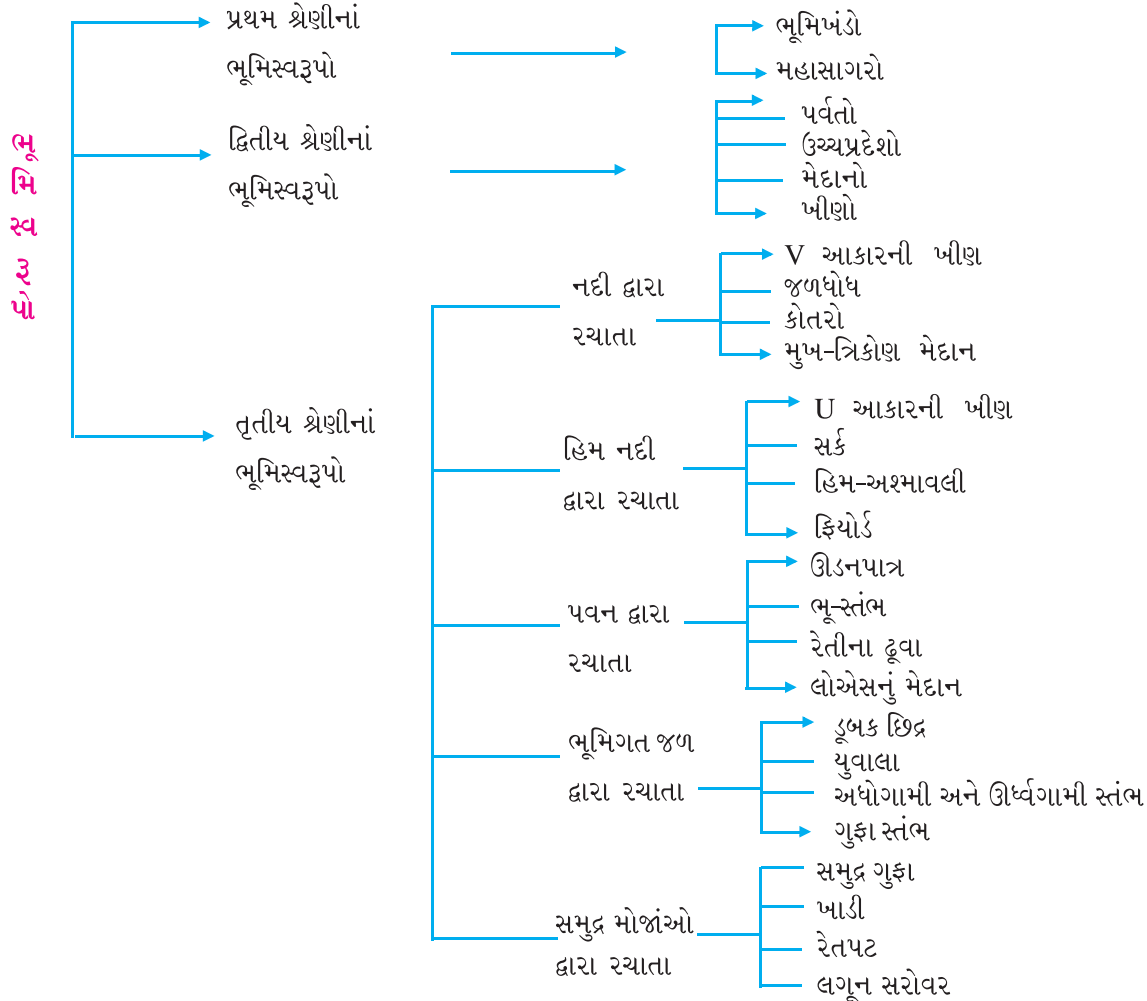 ભૂમિસ્વરૂપો
પ્રથમ શ્રેણીનાં
ભૂમિસ્વરૂપો
ભૂમિખંડો
મહાસાગરો
દ્વિતીય શ્રેણીનાં
ભૂમિસ્વરૂપો
પર્વતો
ઉચ્ચપ્રદેશો
મેદાનો
ખીણો
તૃતીય શ્રેણીનાં
ભૂમિસ્વરૂપો
નદી દ્વારા
રચાતા
V આકારની ખીણ
જળધોધ
કોતરો
મુખ-ત્રિકોણ મેદાન
હિમ નદી
દ્વારા રચાતા
U આકારની ખીણ
સર્ક
હિમ-અશ્માવલી
ફિયોર્ડ
પવન દ્વારા
રચાતા
ઊડનપાત્ર
ભૂ-સ્તંભ
રેતીના ઢૂવા
લોએસનું મેદાન
ભૂમિગત જળ
દ્વારા રચાતા
ડૂબક છિદ્ર
યુવાલા
અધોગામી અને ઊર્ધ્વગામી સ્તંભ
ગુફા સ્તંભ
સમુદ્ર મોજાંઓ
દ્વારા રચાતા
સમુદ્ર ગુફા
ખાડી
રેતપટ
લગૂન સરોવર